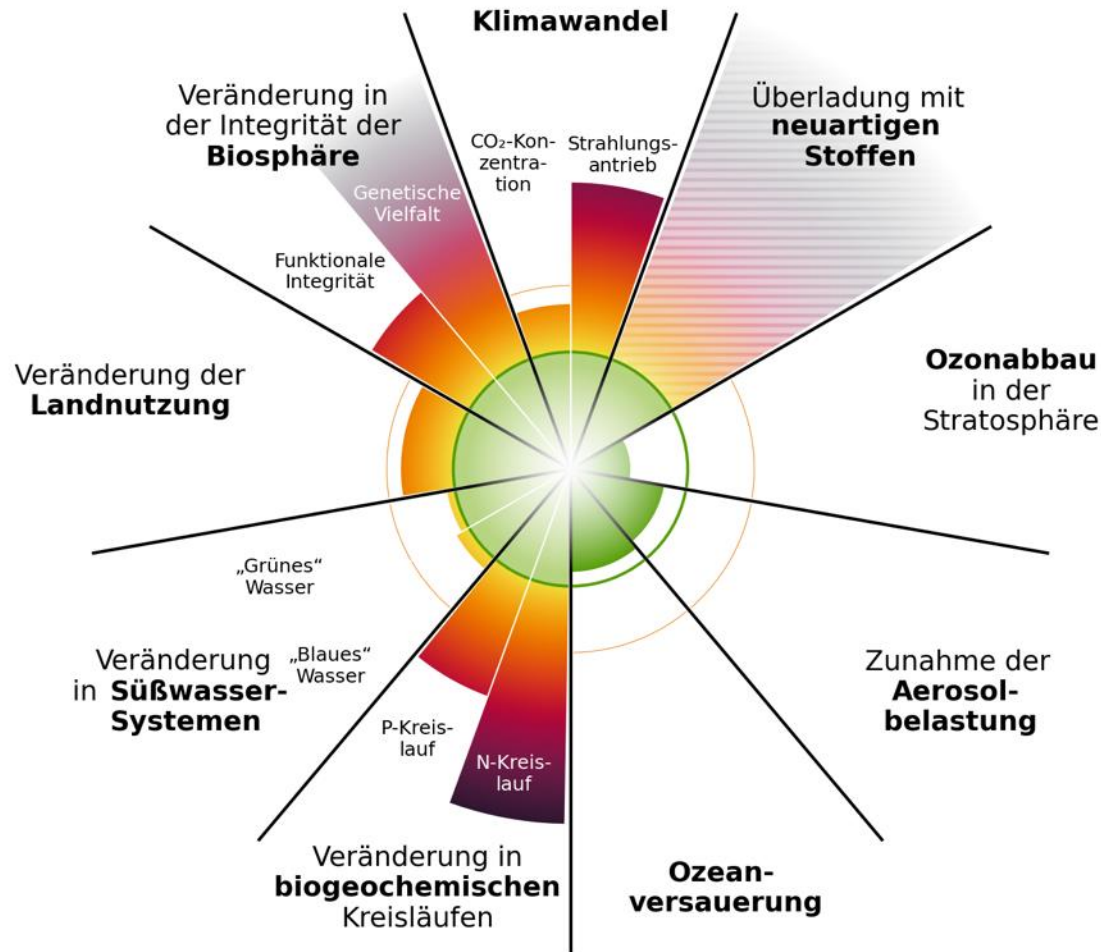 Klimawandel
CO₂-Kon-
zentra-
tion
Strahlungs-
antrieb
Überladung mit
neuartigen
Stoffen
Ozonabbau
in der
Stratosphäre
Zunahme der
Aerosol-
belastung
Ozean-
versauerung
Veränderung in
biogeochemischen
Kreisläufen
N-Kreis-
lauf
P-Kreis-
lauf
Veränderung
in Süßwasser-
Systemen
„Blaues“
Wasser
„Grünes“
Wasser
Veränderung der
Landnutzung
Veränderung in
der Integrität der
Biosphäre
Funktionale
Integrität
Genetische
Vielfalt